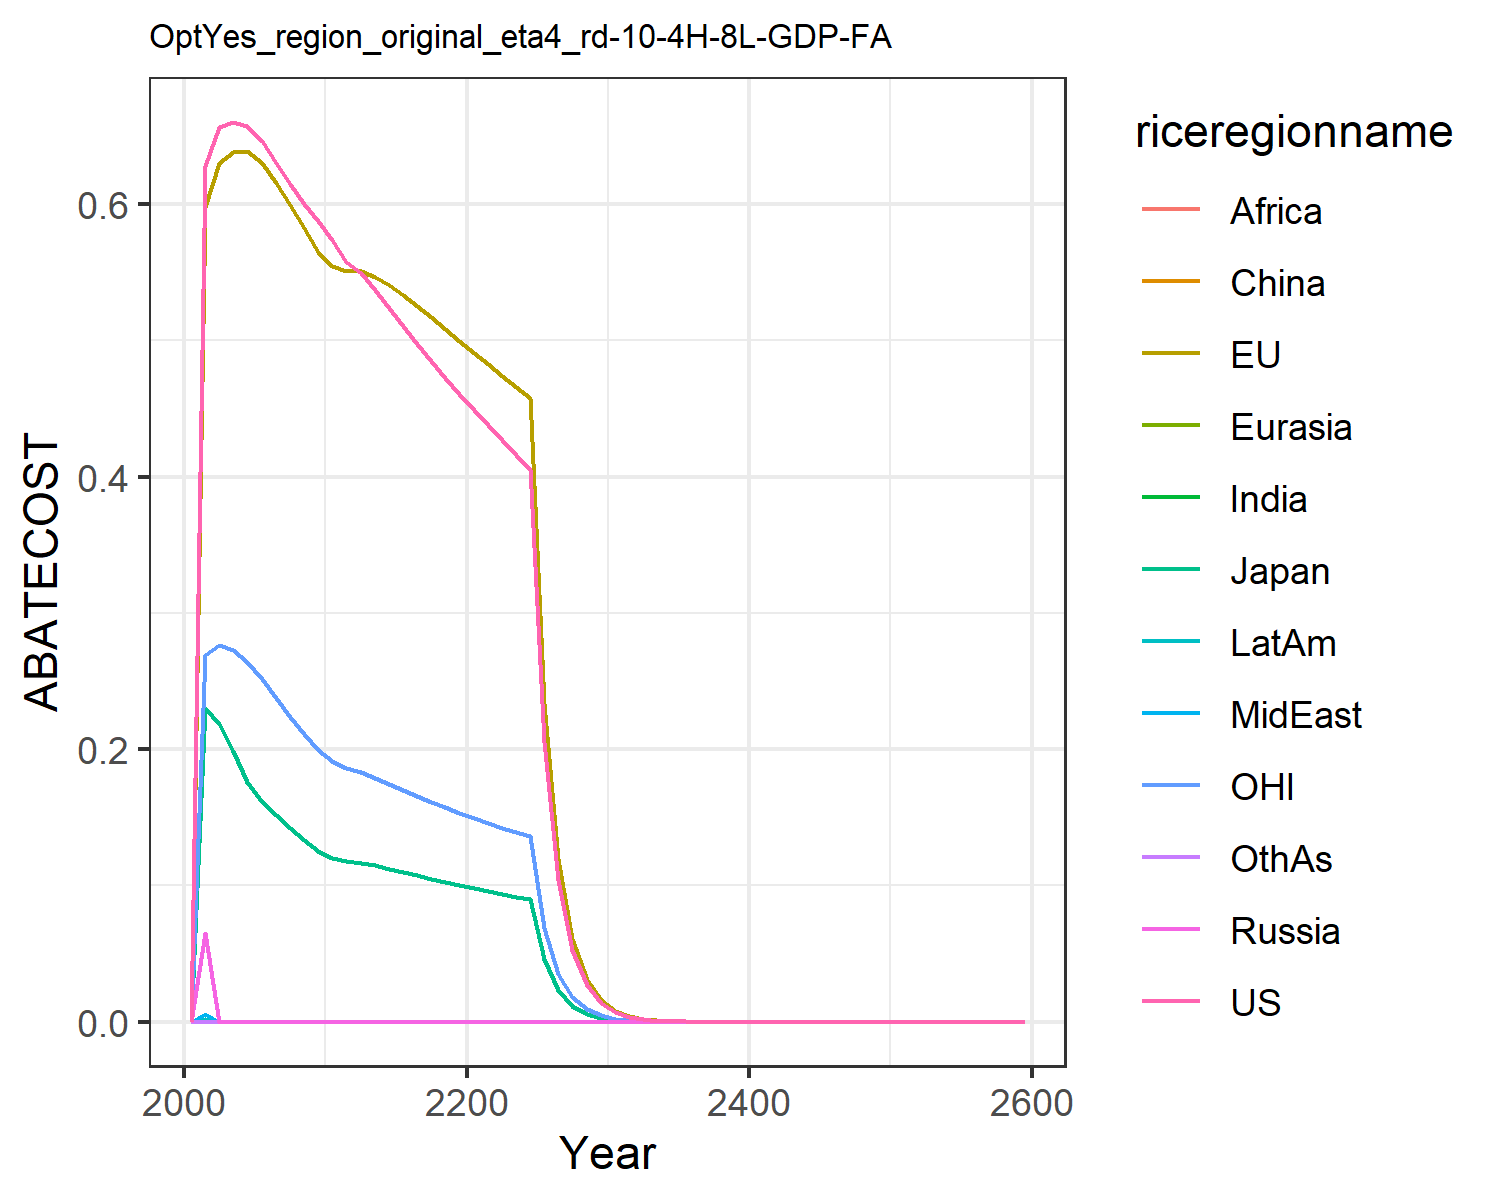 OptYes_region_original_eta4_rd-10-4H-8L-GDP-FA
ABATECOST
0.6
0.4
0.2
0.0
2000 2200 2400 2600
Year
riceregionname
Africa
China
EU
Eurasia
India
Japan
LatAm
MidEast
OHI
OthAs
Russia
US